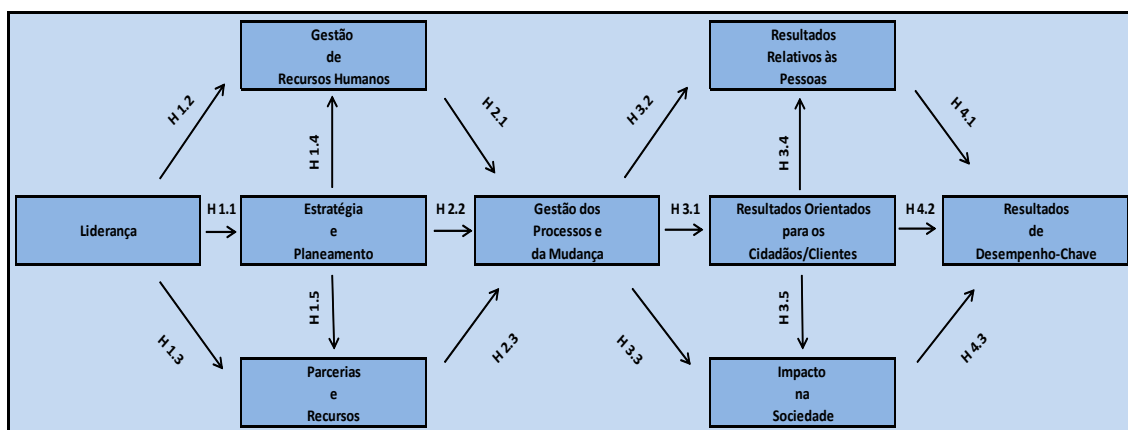 Gestão
de
Recursos Humanos
Resultados
Relativos às
Pessoas
H 1.2
H 1.4
H 2.1
H 3.2
H 3.4
H 4.1
Liderança
H 1.1
Estratégia
e
Planeamento
H 2.2
Gestão dos
Processos e
da Mudança
H 3.1
Resultados Orientados
para os
Cidadãos/Clientes
H 4.2
Resultados
de
Desempenho-Chave
H 1.3
H 1.5
H 2.3
H 3.3
H 3.5
H 4.3
Parcerias
e
Recursos
Impacto
na
Sociedade